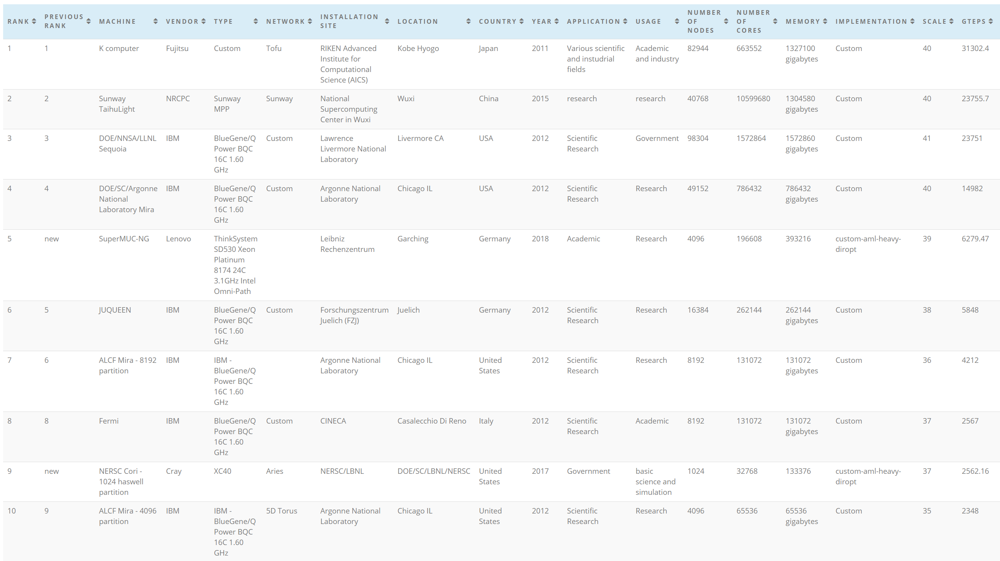 RANK PREVIOUS RANK MACHINE VENDOR TYPE NETWORK INSTALLATION SITE LOCATION COUNTRY YEAR APPLICATION USAGE NUMBER OF NODES NUMBER OF CORES MEMORY IMPLEMENTATION SCALE GTEPS
1 1 K computer Fujitsu Custom Tofu RIKEN Advanced Institute for Computational Science (AICS) Kobe Hyogo Japan 2011 Various scientific and instudrial fields Academic and industry 82944 663552 1327100 gigabytes Custom 40 31302.4
2 2 Sunway TaihuLight NRCPC Sunway MPP Sunway National Supercomputing Center in Wuxi Wuxi China 2015 research research 40768 10599680 1304580 gigabytes Custom 40 23755.7
3 3 DOE/NNSA/LLNL Sequoia IBM BlueGene/Q Power BQC 16C 1.60 GHz Custom Lawrence Livermore National Laboratory Livermore CA USA 2012 Scientific Research Government 98304 1572864 1572860 gigabytes Custom 41 23751
4 4 DOE/SC/Argonne National Laboratory Mira IBM BlueGene/Q Power BQC 16C 1.60 GHz Custom Argonne National Laboratory Chicago IL USA 2012 Scientific Research Research 49152 786432 786432 gigabytes Custom 40 14982
5 new SuperMUC-NG Lenovo ThinkSystem SD530 Xeon Platinum 8174 24C 3.1GHz Intel Omni-Path Leibniz Rechenzentrum Garching Germany 2018 Academic Research 4096 196608 393216 custom-aml-heavy-diropt 39 6279.47
6 5 JUQUEEN IBM BlueGene/Q Power BQC 16C 1.60 GHz Custom Forschungszentrum Juelich (FZJ) Juelich Germany 2012 Scientific Research Research 16384 262144 262144 gigabytes Custom 38 5848
7 6 ALCF Mira - 8192 partition IBM IBM - BlueGene/Q Power BQC 16C 1.60 GHz Argonne National Laboratory Chicago IL United States 2012 Scientific Research Research 8192 131072 131072 gigabytes Custom 36 4212
8 8 Fermi IBM BlueGene/Q Power BQC 16C 1.60 GHz Custom CINECA Casalecchio Di Reno Italy 2012 Scientific Research Academic 8192 131072 131072 gigabytes Custom 37 2567
9 new NERSC Cori - 1024 haswell partition Cray XC40 Aries NERSC/LBNL DOE/SC/LBNL/NERSC United States 2017 Government basic science and simulation 1024 32768 133376 custom-aml-heavy-diropt 37 2562.16
10 9 ALCF Mira - 4096 partition IBM IBM - BlueGene/Q Power BQC 16C 1.60 GHz 5D Torus Argonne National Laboratory Chicago IL United States 2012 Scientific Research Research 4096 65536 65536 gigabytes Custom 35 2348